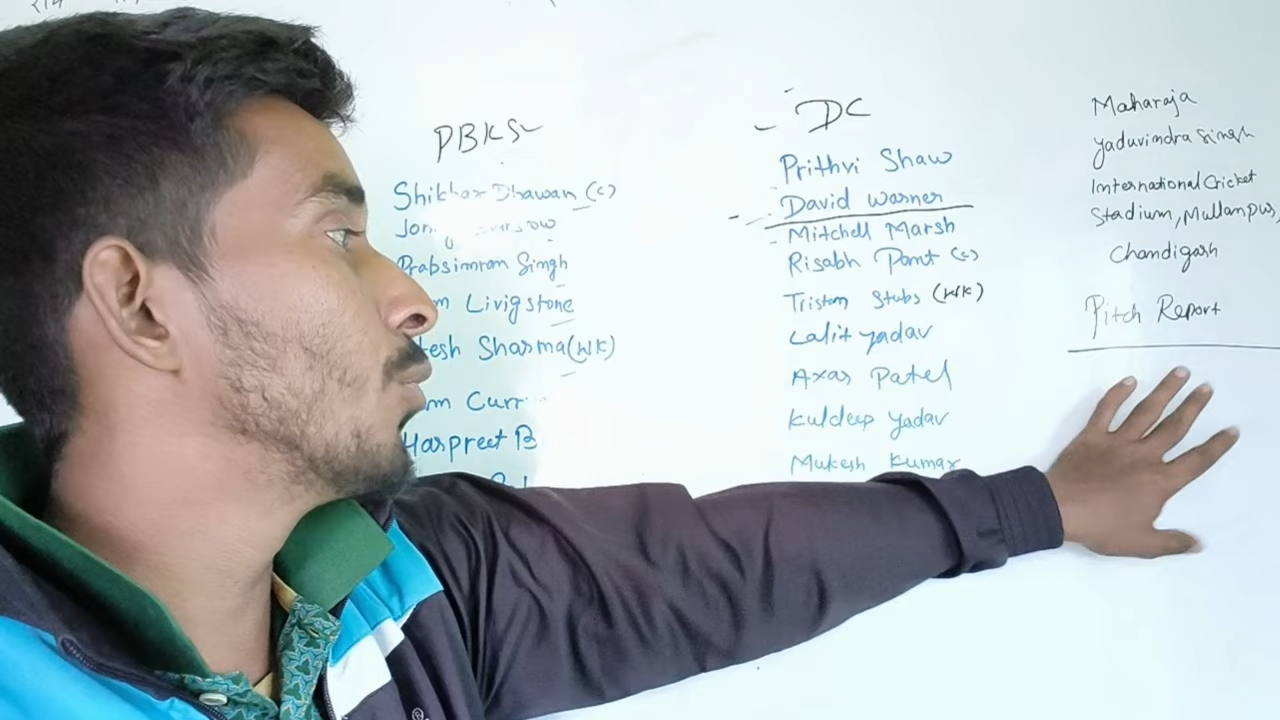 PBKS
Shikhar Dhawan (c)
Prabsimran Singh
Livigstone
tesh Sharma (WK)
Curr
Harpreet B
DC
Prithvi Shaw
David Warner
Mitchell Marsh
Risabh Pant (c)
Tristan Stubs (WK)
Lalit yadav
Axar Patel
Kuldeep yadav
Mukesh Kumar
Maharaja
yaduvindra Singh
International Cricket
Stadium, Mullanpur,
Chandigarh
Pitch Report